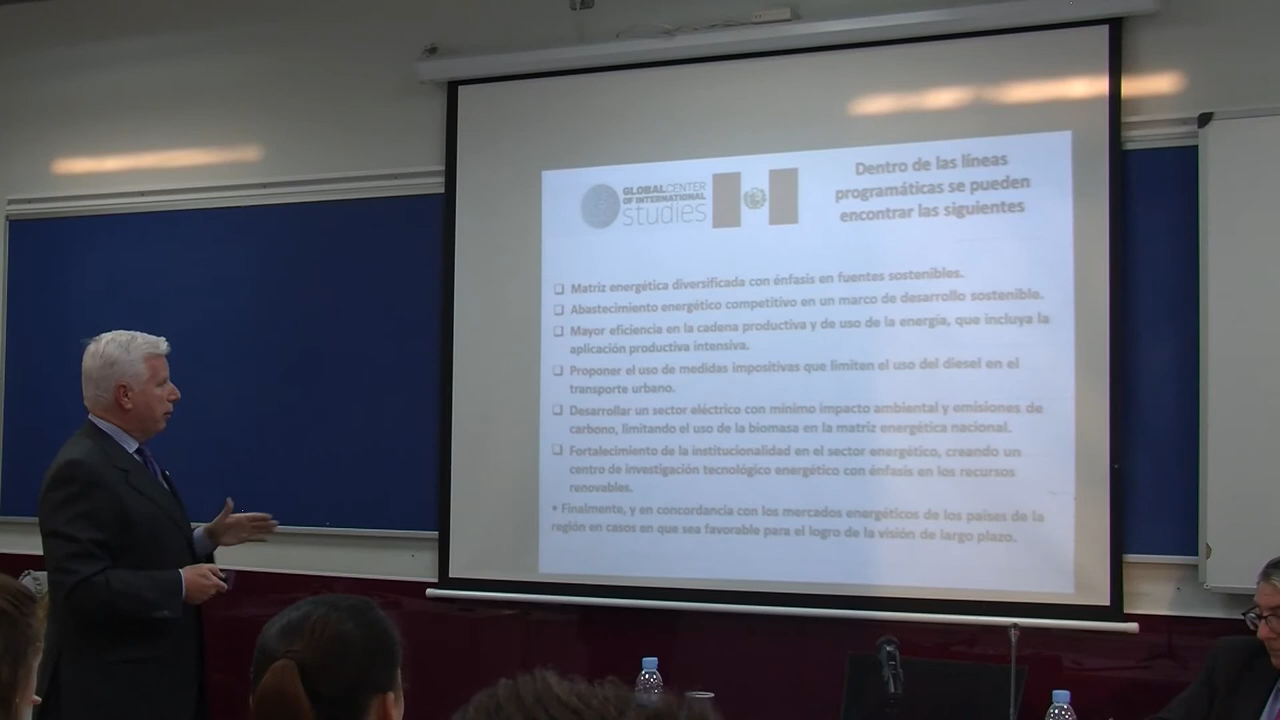 GLOBALCENTER
OF INTERNATIONAL
studies
Dentro de las líneas
programáticas se pueden
encontrar las siguientes
Matriz energética diversificada con énfasis en fuentes sostenibles.
Abastecimiento energético competitivo en un marco de desarrollo sostenible.
Mayor eficiencia en la cadena productiva y de uso de la energía, que incluya la
aplicación productiva intensiva.
Proponer el uso de medidas impositivas que limiten el uso del diesel en el
transporte urbano.
Desarrollar un sector eléctrico con mínimo impacto ambiental y emisiones de
carbono, limitando el uso de la biomasa en la matriz energética nacional.
Fortalecimiento de la institucionalidad en el sector energético, creando un
centro de investigación tecnológico energético con énfasis en los recursos
renovables.
• Finalmente, y en concordancia con los mercados energéticos de los países de la
región en casos en que sea favorable para el logro de la visión de largo plazo.